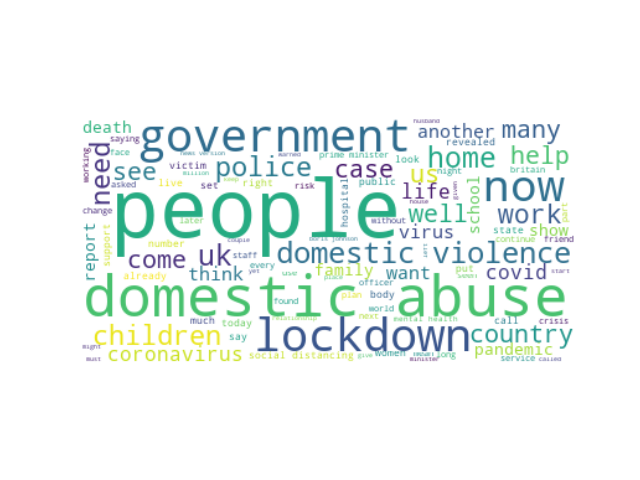 husband
death government another many
saying revealed
working face news version warned prime minister look home help
need see victim police case us night britain
asked live set right risk hospital public life given now
people house school part
change later without well work
couple boris johnson virus state show
report support number come uk staff domestic violence continue friend
every think family want put covid start
already yet use officer
domestic abuse
found plan body world
much today relationship next mental health call crisis
children say lockdown country
coronavirus social distancing give women long pandemic
might must minister service called